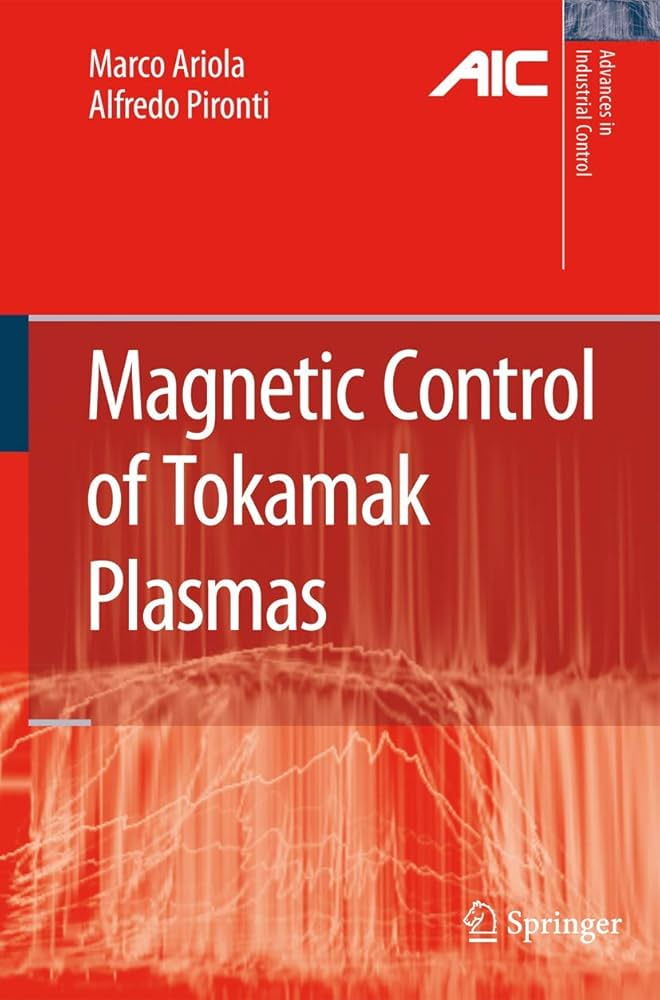 Marco Ariola
Alfredo Pironti
AIC
Advances in
Industrial Control
Magnetic Control
of Tokamak
Plasmas
Springer